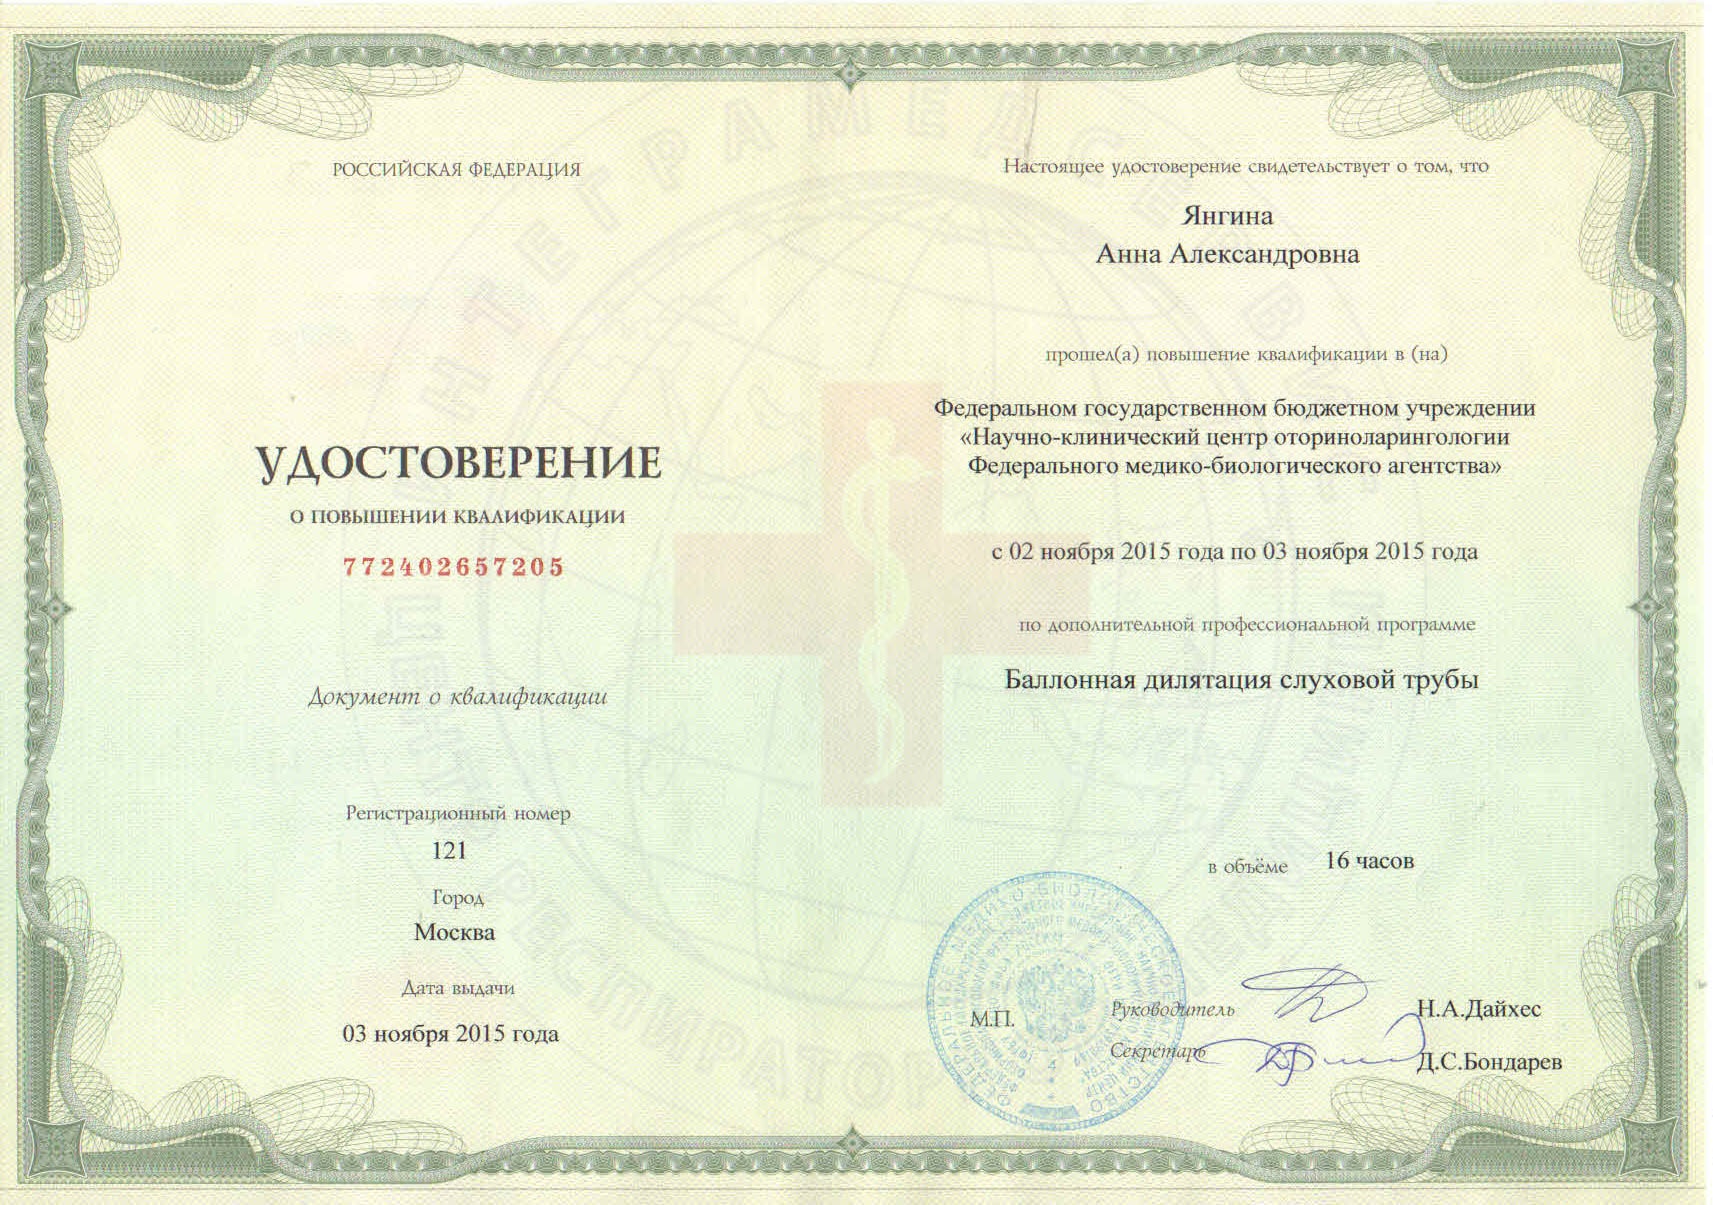 РОССИЙСКАЯ ФЕДЕРАЦИЯ
УДОСТОВЕРЕНИЕ
О ПОВЫШЕНИИ КВАЛИФИКАЦИИ
772402657205
Документ о квалификации
Регистрационный номер
121
Город
Москва
Дата выдачи
03 ноября 2015 года
Настоящее удостоверение свидетельствует о том, что
Янгина
Анна Александровна
прошел(а) повышение квалификации в (на)
Федеральном государственном бюджетном учреждении
«Научно-клинический центр оториноларингологии
Федерального медико-биологического агентства»
с 02 ноября 2015 года по 03 ноября 2015 года
по дополнительной профессиональной программе
Баллонная дилятация слуховой трубы
в объёме 16 часов
М.П.
Руководитель Н.А.Дайхес
Секретарь Д.С.Бондарев